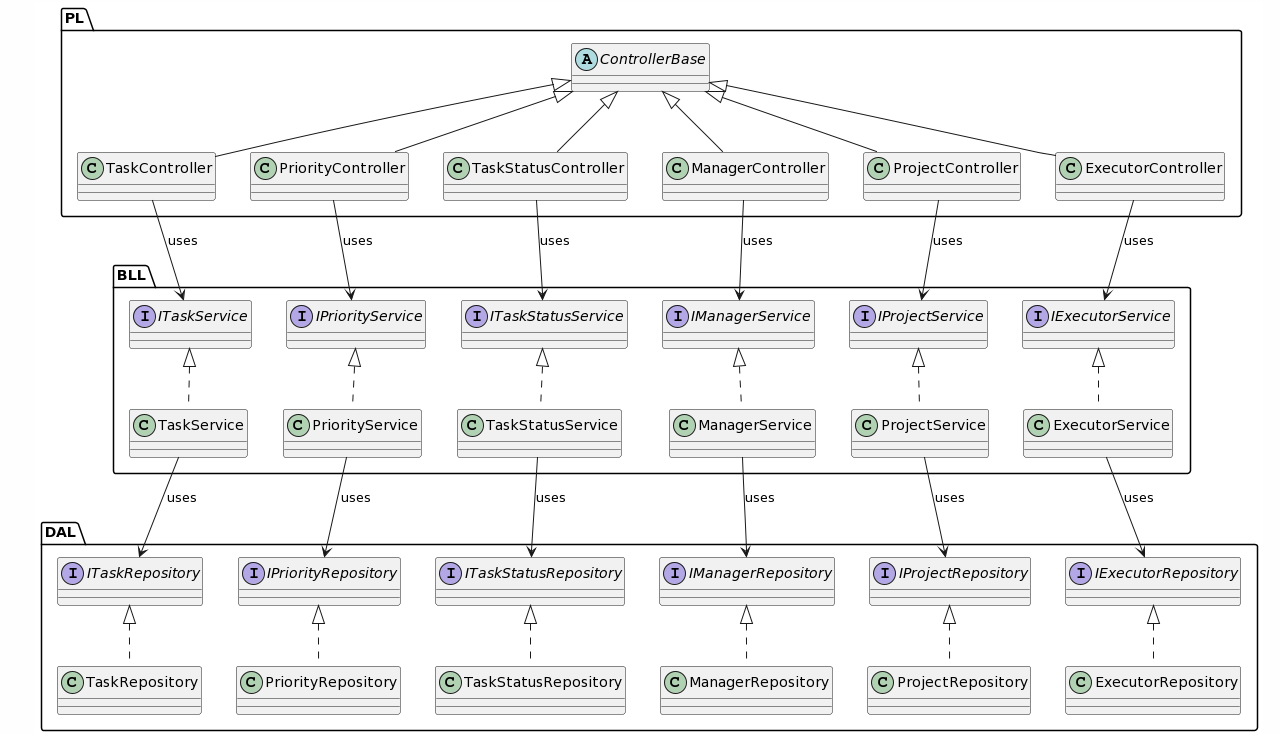 PL
A ControllerBase
C TaskController C PriorityController C TaskStatusController C ManagerController C ProjectController C ExecutorController
uses uses uses uses uses uses
BLL
I ITaskService I IPriorityService I ITaskStatusService I IManagerService I IProjectService I IExecutorService
C TaskService C PriorityService C TaskStatusService C ManagerService C ProjectService C ExecutorService
uses uses uses uses uses uses
DAL
I ITaskRepository I IPriorityRepository I ITaskStatusRepository I IManagerRepository I IProjectRepository I IExecutorRepository
C TaskRepository C PriorityRepository C TaskStatusRepository C ManagerRepository C ProjectRepository C ExecutorRepository